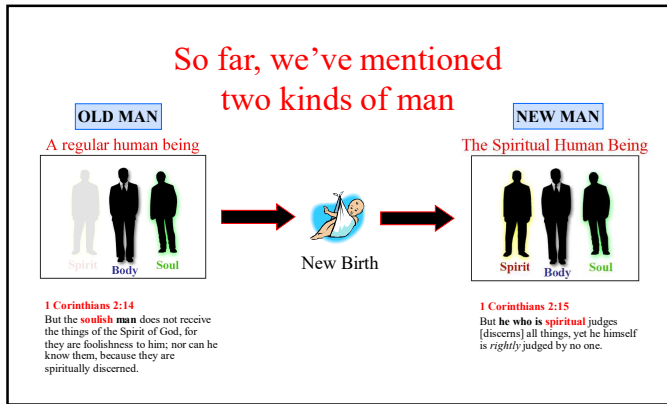 So far, we’ve mentioned
two kinds of man
OLD MAN
A regular human being
Spirit
Body
Soul
1 Corinthians 2:14
But the soulish man does not receive
the things of the Spirit of God, for
they are foolishness to him; nor can he
know them, because they are
spiritually discerned.
New Birth
NEW MAN
The Spiritual Human Being
Spirit
Body
Soul
1 Corinthians 2:15
But he who is spiritual judges
[discerns] all things, yet he himself
is rightly judged by no one.